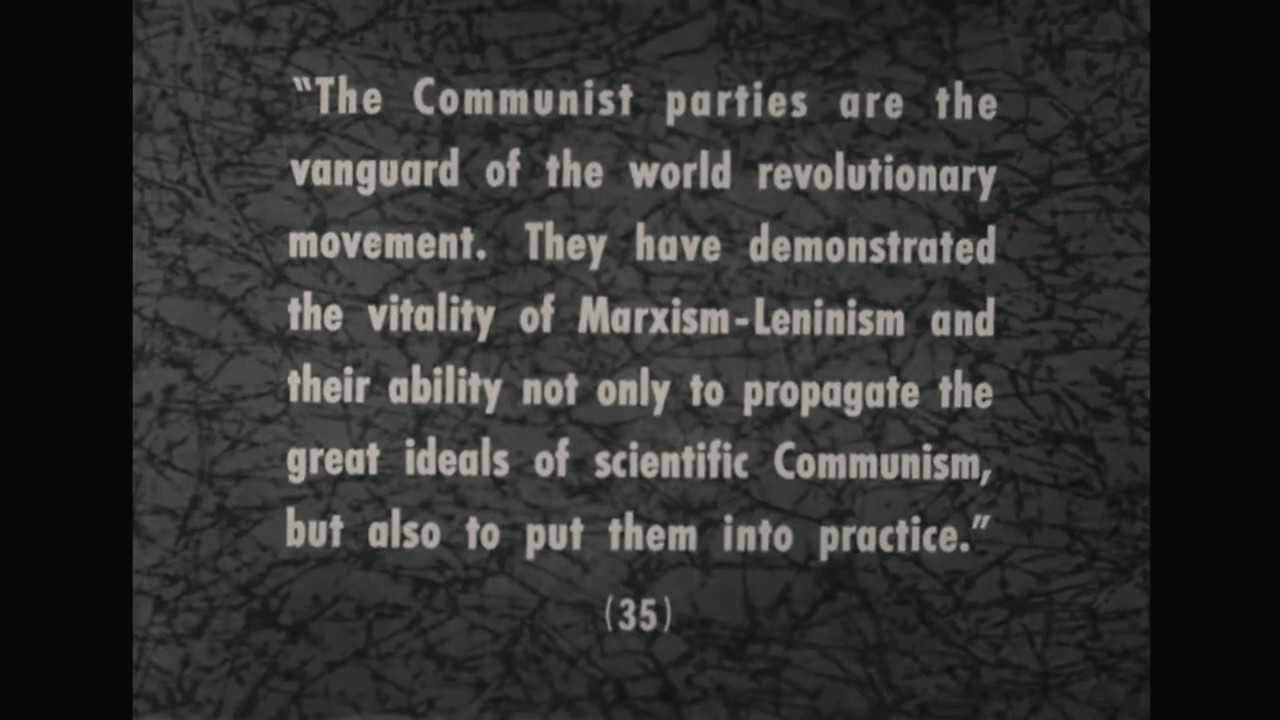 "The Communist parties are the
vanguard of the world revolutionary
movement. They have demonstrated
the vitality of Marxism-Leninism and
their ability not only to propagate the
great ideals of scientific Communism,
but also to put them into practice."
(35)